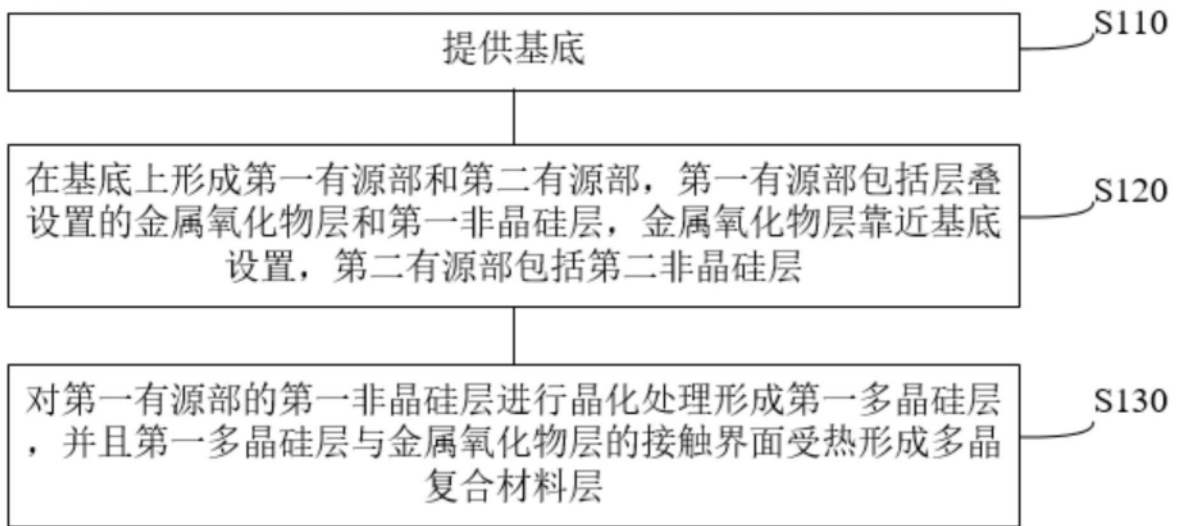 提供基底
S110
在基底上形成第一有源部和第二有源部，第一有源部包括层叠
设置的金属氧化物层和第一非晶硅层，金属氧化物层靠近基底
设置，第二有源部包括第二非晶硅层
S120
对第一有源部的第一非晶硅层进行晶化处理形成第一多晶硅层
，并且第一多晶硅层与金属氧化物层的接触界面受热形成多晶
复合材料层
S130